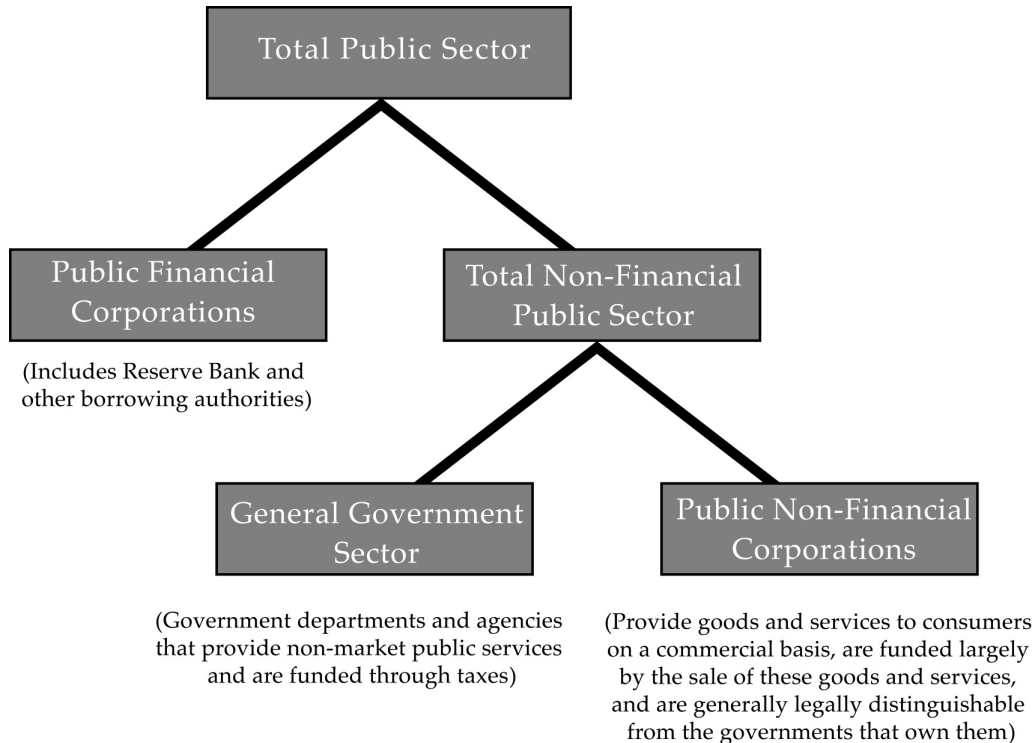 Total Public Sector
Public Financial
Corporations
Total Non-Financial
Public Sector
(Includes Reserve Bank and
other borrowing authorities)
General Government
Sector
Public Non-Financial
Corporations
(Government departments and agencies
that provide non-market public services
and are funded through taxes)
(Provide goods and services to consumers
on a commercial basis, are funded largely
by the sale of these goods and services,
and are generally legally distinguishable
from the governments that own them)